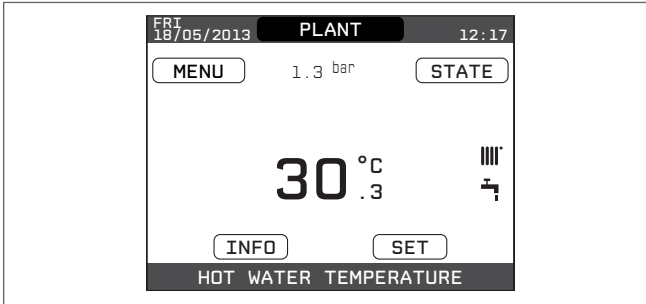 FRI
18/05/2013 PLANT 12:17
MENU 1.3 bar STATE
30.3 °C
INFO SET
HOT WATER TEMPERATURE